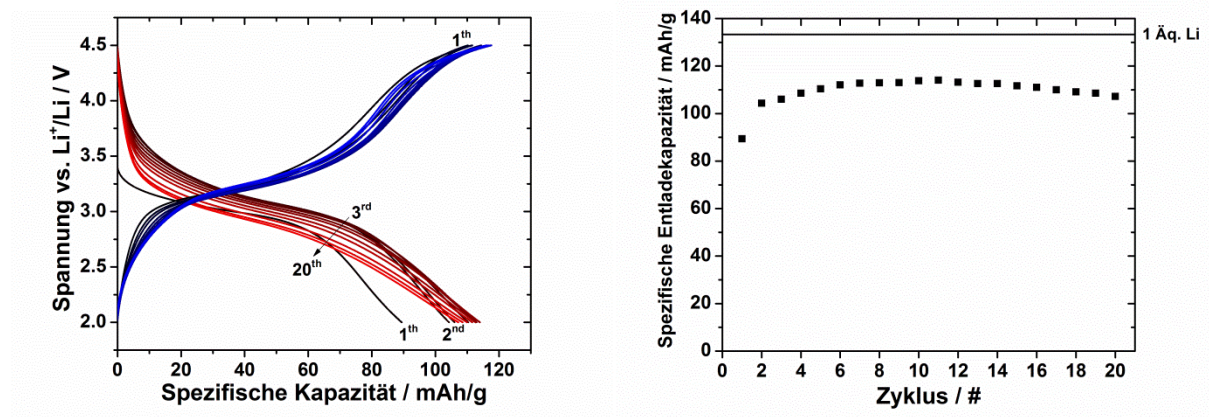 Spannung vs. Li⁺/Li / V
4.5
4.0
3.5
3.0
2.5
2.0
1ᵗʰ
3ʳᵈ
20ᵗʰ
1ᵗʰ
2ⁿᵈ
0 20 40 60 80 100 120
Spezifische Kapazität / mAh/g
Spezifische Entladekapazität / mAh/g
140
120
100
80
60
40
20
0
1 Äq. Li
0 2 4 6 8 10 12 14 16 18 20
Zyklus / #